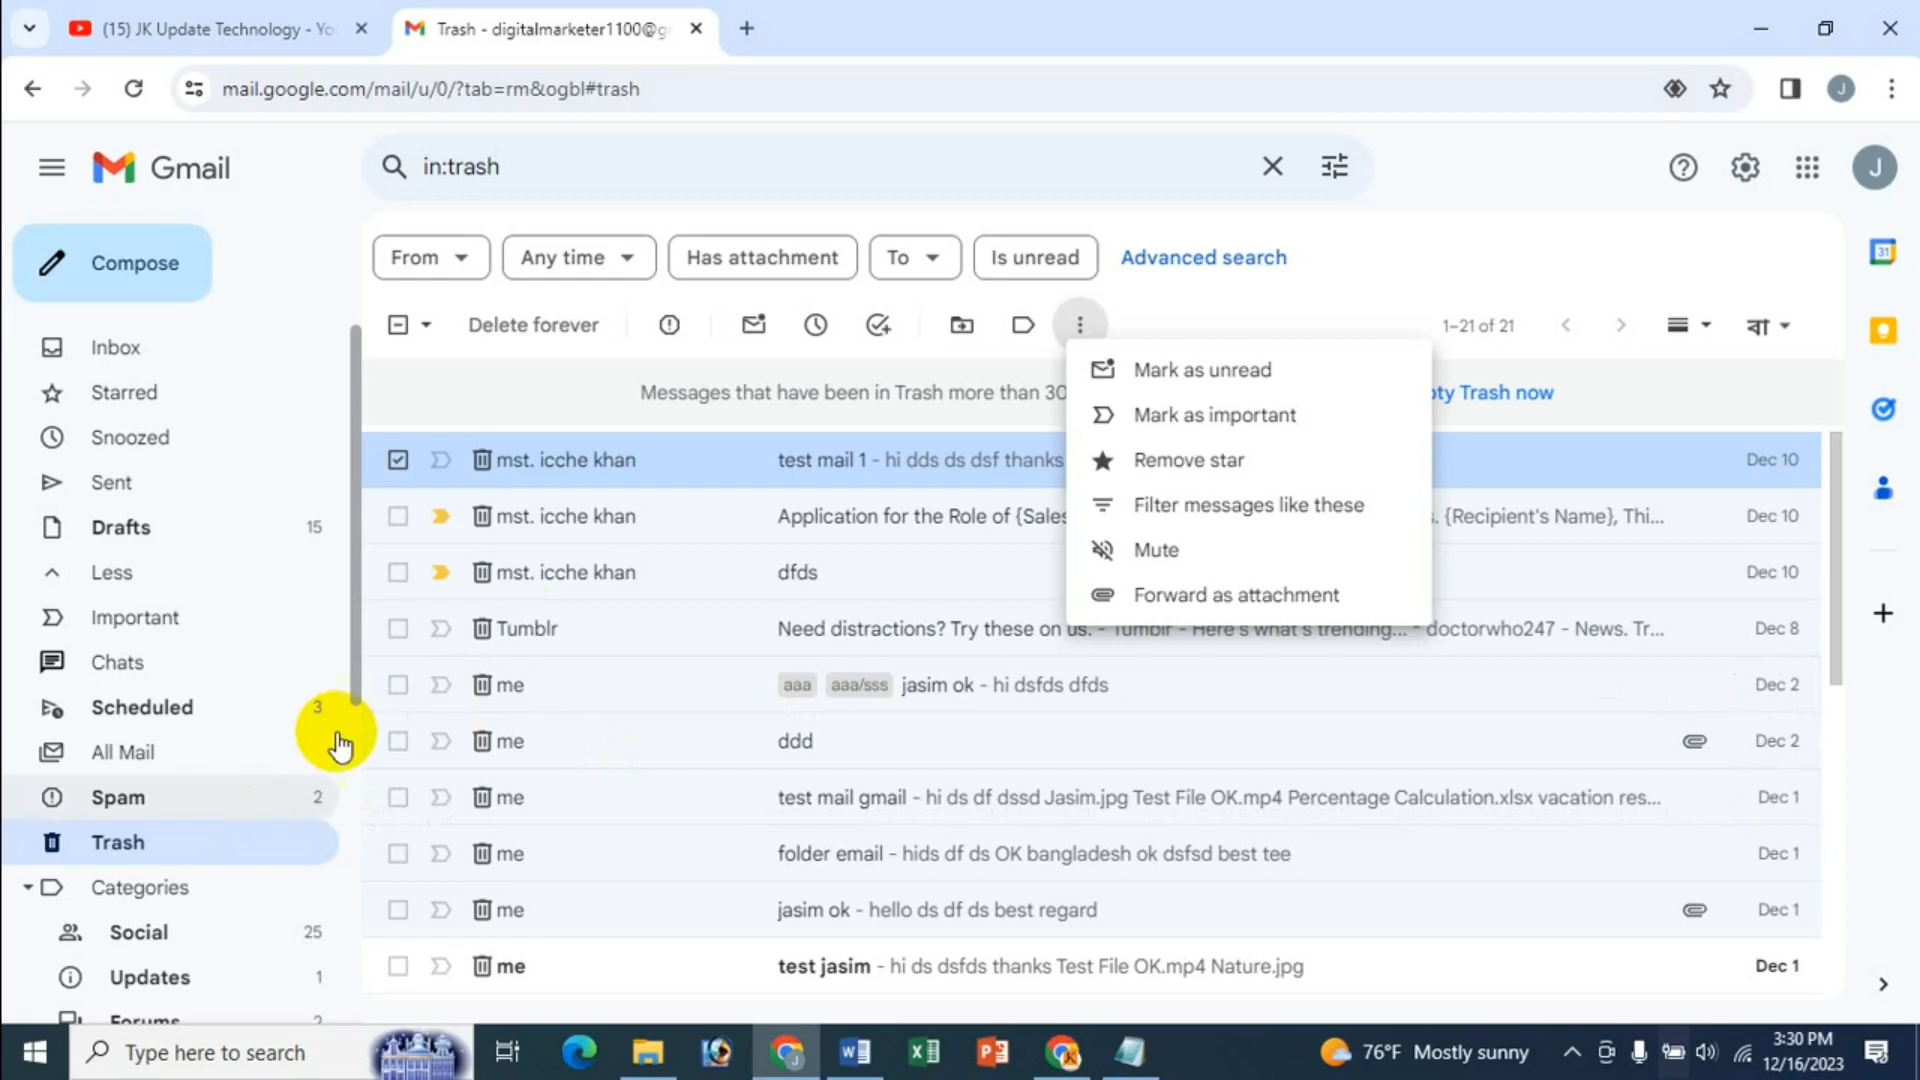 (15) JK Update Technology - Yo
Trash - digitalmarketer1100@g
mail.google.com/mail/u/0/?tab=rm&ogbl#trash
J
Gmail
in:trash
J
Compose
From
Any time
Has attachment
To
Is unread
Advanced search
Delete forever
1–21 of 21
বা
Messages that have been in Trash more than 30
pty Trash now
Inbox
Starred
Snoozed
Sent
Drafts 15
Less
Important
Chats
Scheduled 3
All Mail
Spam 2
Trash
Categories
Social 25
Updates 1
Forums 2
Mark as unread
Mark as important
Remove star
Filter messages like these
Mute
Forward as attachment
mst. icche khan test mail 1 - hi dds ds dsf thanks Dec 10
mst. icche khan Application for the Role of {Sales s. {Recipient's Name}, Thi... Dec 10
mst. icche khan dfds Dec 10
Tumblr Need distractions? Try these on us. - Tumblr - Here's what's trending... * doctorwho247 - News. Tr... Dec 8
me aaa aaa/sss jasim ok - hi dsfds dfds Dec 2
me ddd Dec 2
me test mail gmail - hi ds df dssd Jasim.jpg Test File OK.mp4 Percentage Calculation.xlsx vacation res... Dec 1
me folder email - hids df ds OK bangladesh ok dsfsd best tee Dec 1
me jasim ok - hello ds df ds best regard Dec 1
me test jasim - hi ds dsfds thanks Test File OK.mp4 Nature.jpg Dec 1
31
Type here to search
76°F Mostly sunny
3:30 PM
12/16/2023